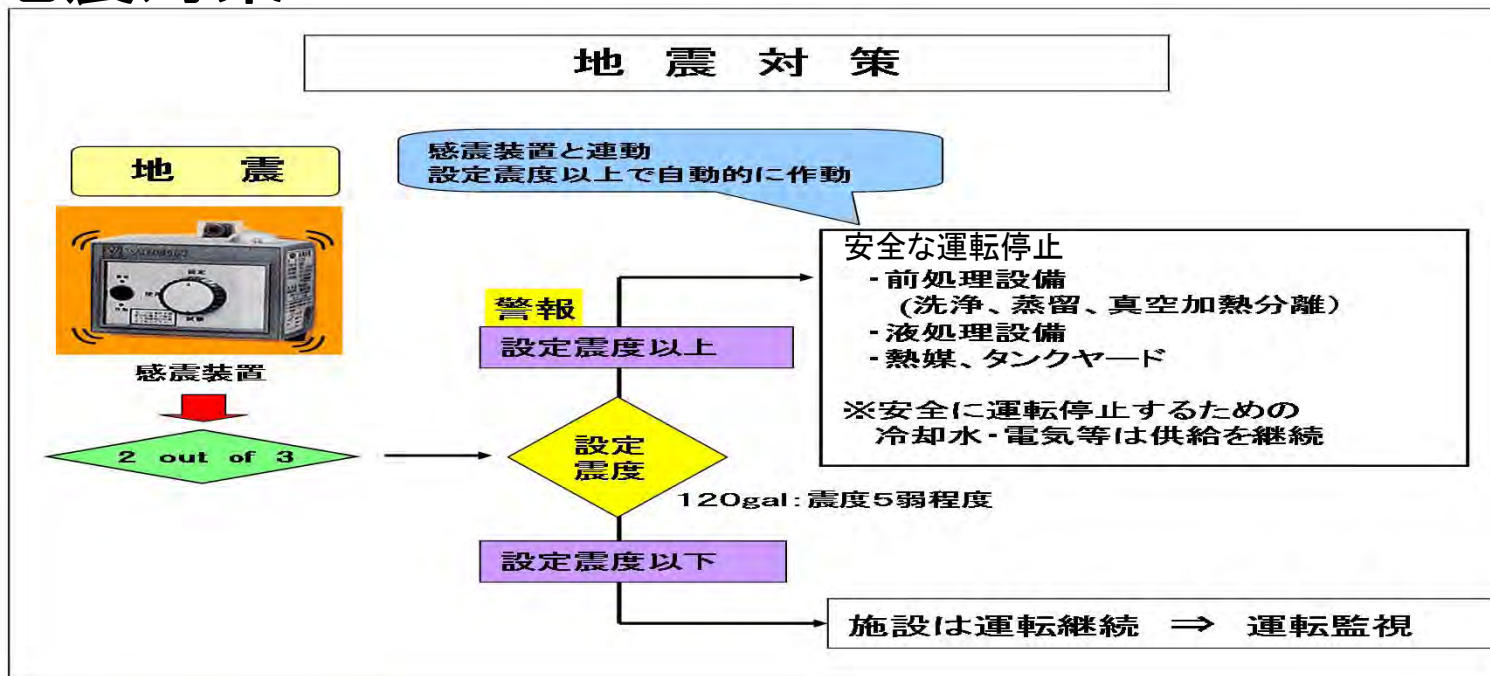 地 震 対 策
地 震
感震装置と連動
設定震度以上で自動的に作動
感震装置
2 out of 3
警報
設定震度以上
設定
震度
120gal:震度5弱程度
設定震度以下
安全な運転停止
・前処理設備
(洗浄、蒸留、真空加熱分離)
・液処理設備
・熱媒、タンクヤード
※安全に運転停止するための
冷却水・電気等は供給を継続
施設は運転継続 ⇒ 運転監視